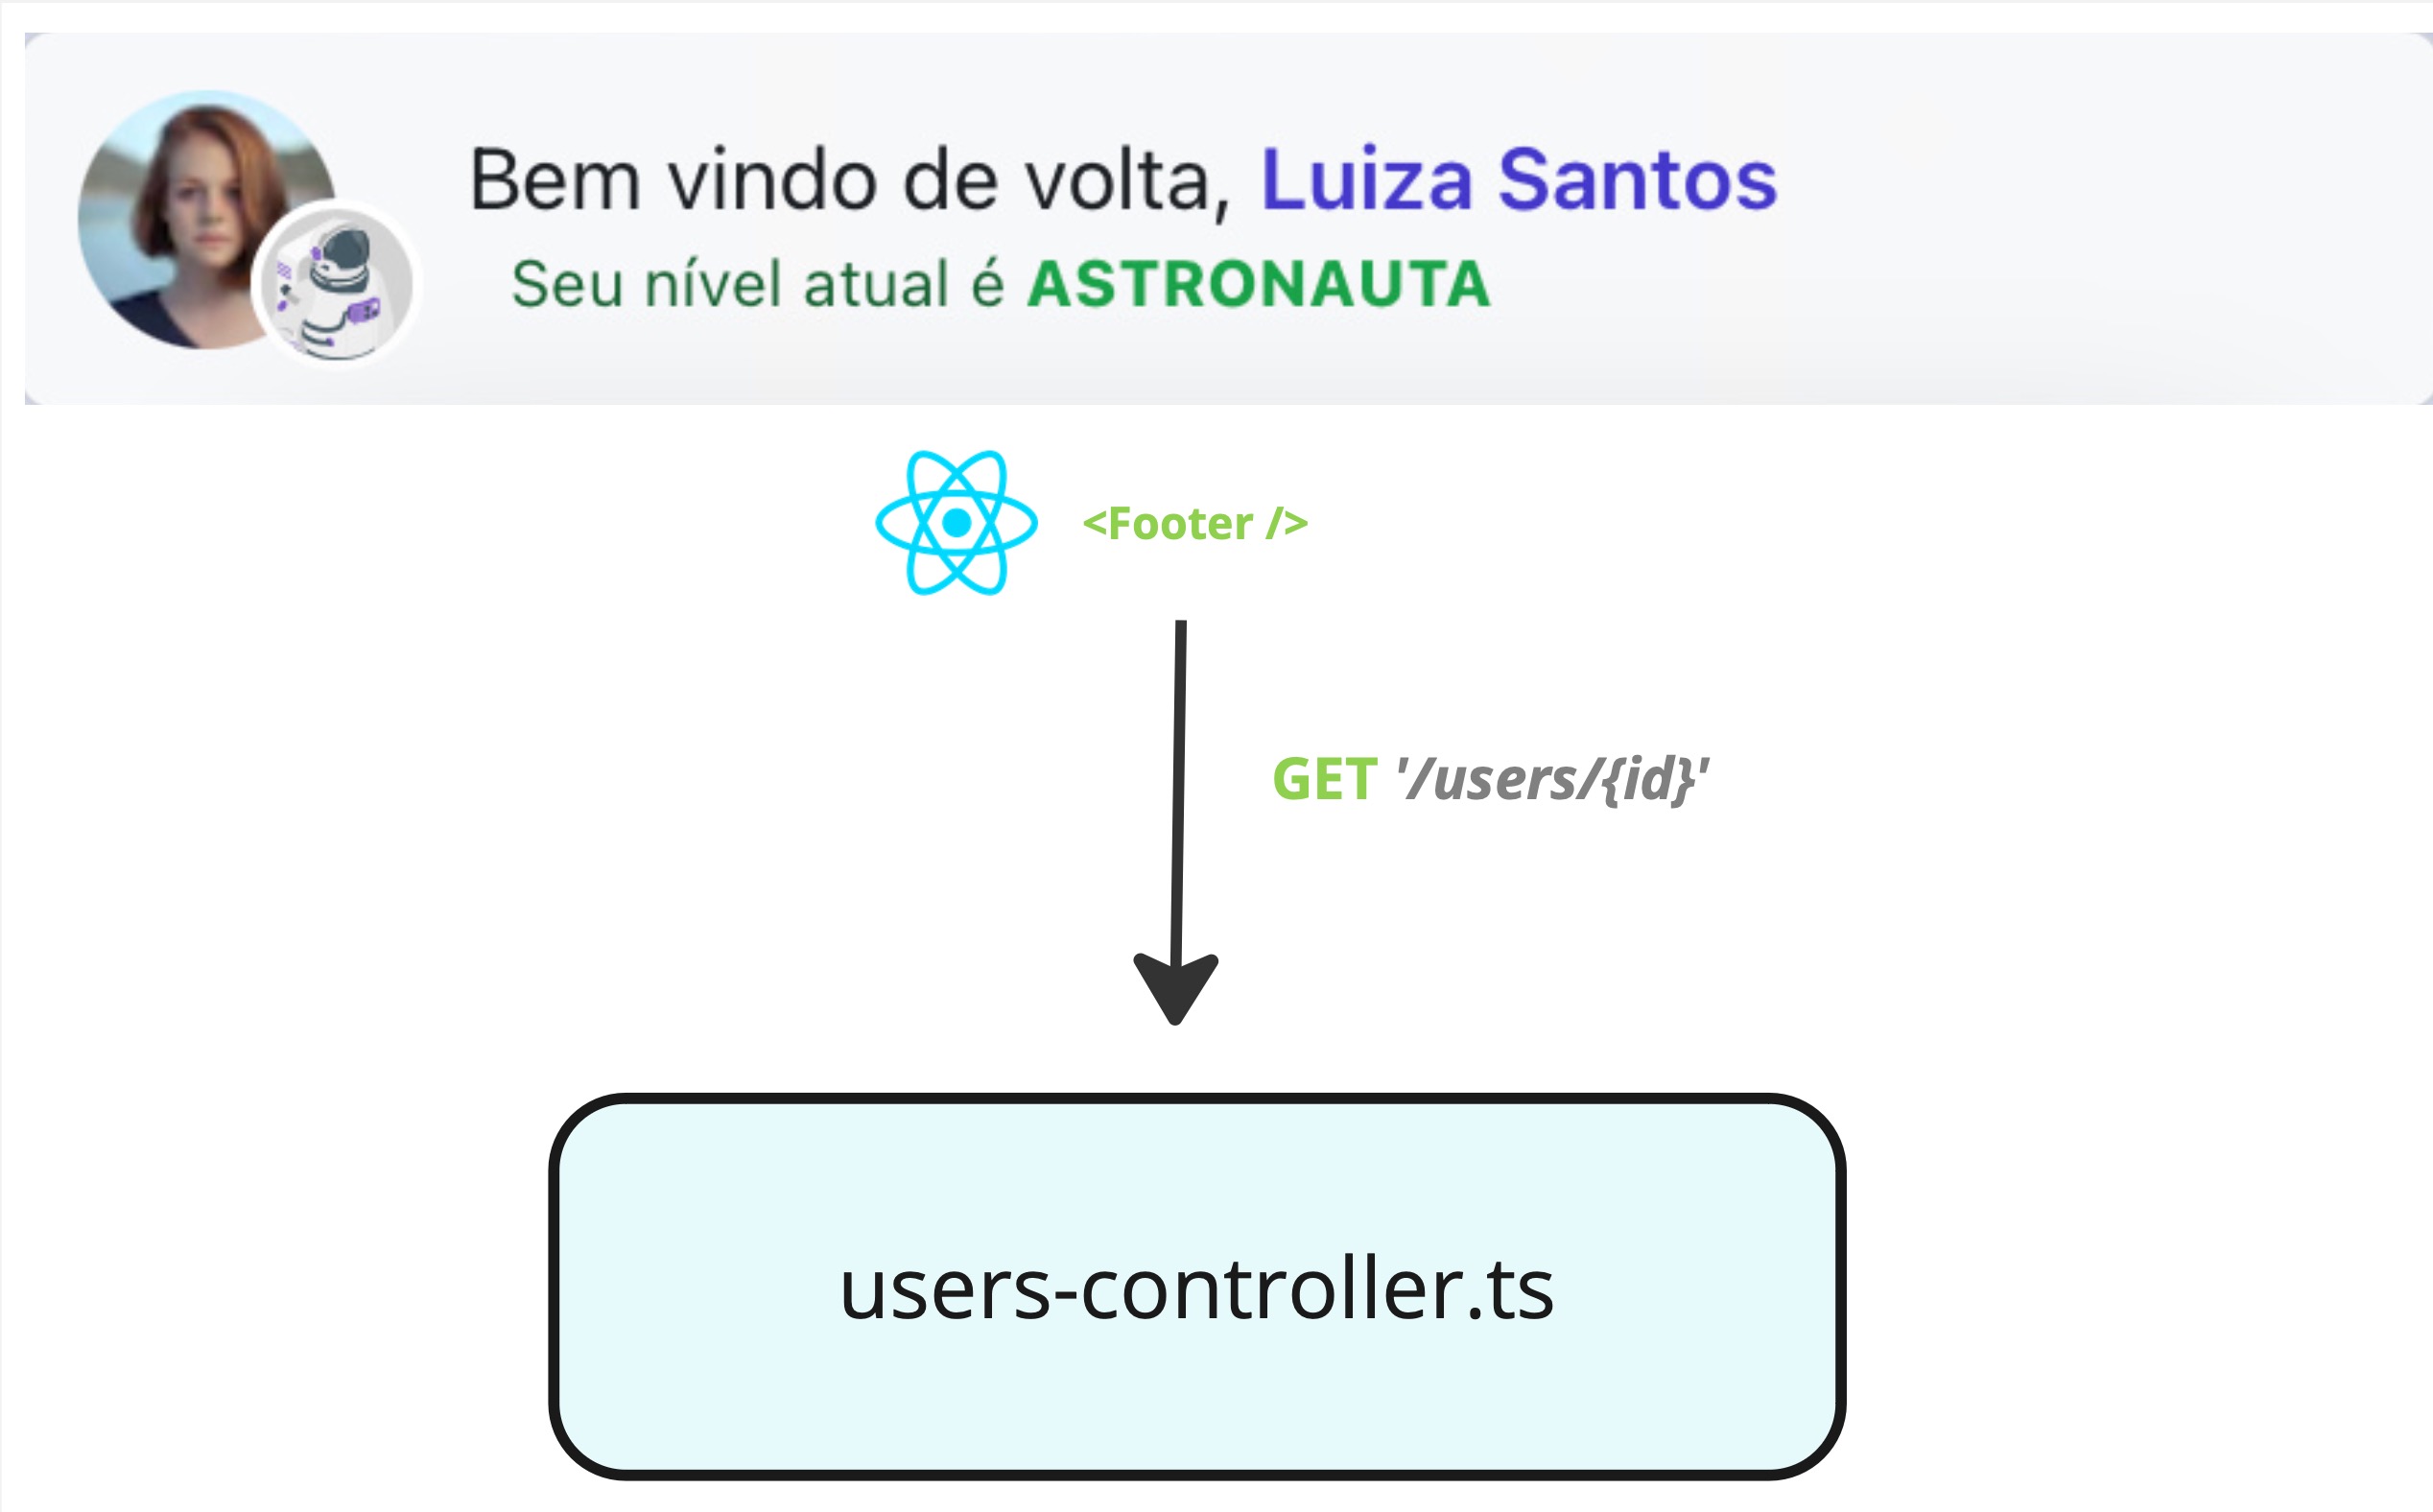 Bem vindo de volta, Luiza Santos
Seu nível atual é ASTRONAUTA
<Footer />
GET '/users/{id}'
users-controller.ts